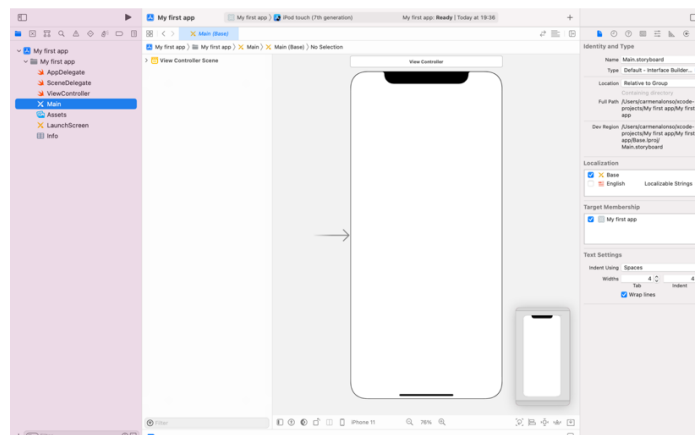 My first app
My first app
iPod touch (7th generation)
My first app: Ready | Today at 19:36
Main (Base)
My first app
My first app
Main
Main (Base)
No Selection
My first app
My first app
AppDelegate
SceneDelegate
ViewController
Main
Assets
LaunchScreen
Info
View Controller Scene
View Controller
Filter
iPhone 11
76%
Identity and Type
Name Main.storyboard
Type Default - Interface Builder...
Location Relative to Group
Containing directory
Full Path /Users/carmenalonso/xcode-
projects/My first app/My first
app
Dev Region /Users/carmenalonso/xcode-
projects/My first app/My first
app/Base.lproj/
Main.storyboard
Localization
Base
English Localizable Strings
Target Membership
My first app
Text Settings
Indent Using Spaces
Widths 4 4
Tab Indent
Wrap lines